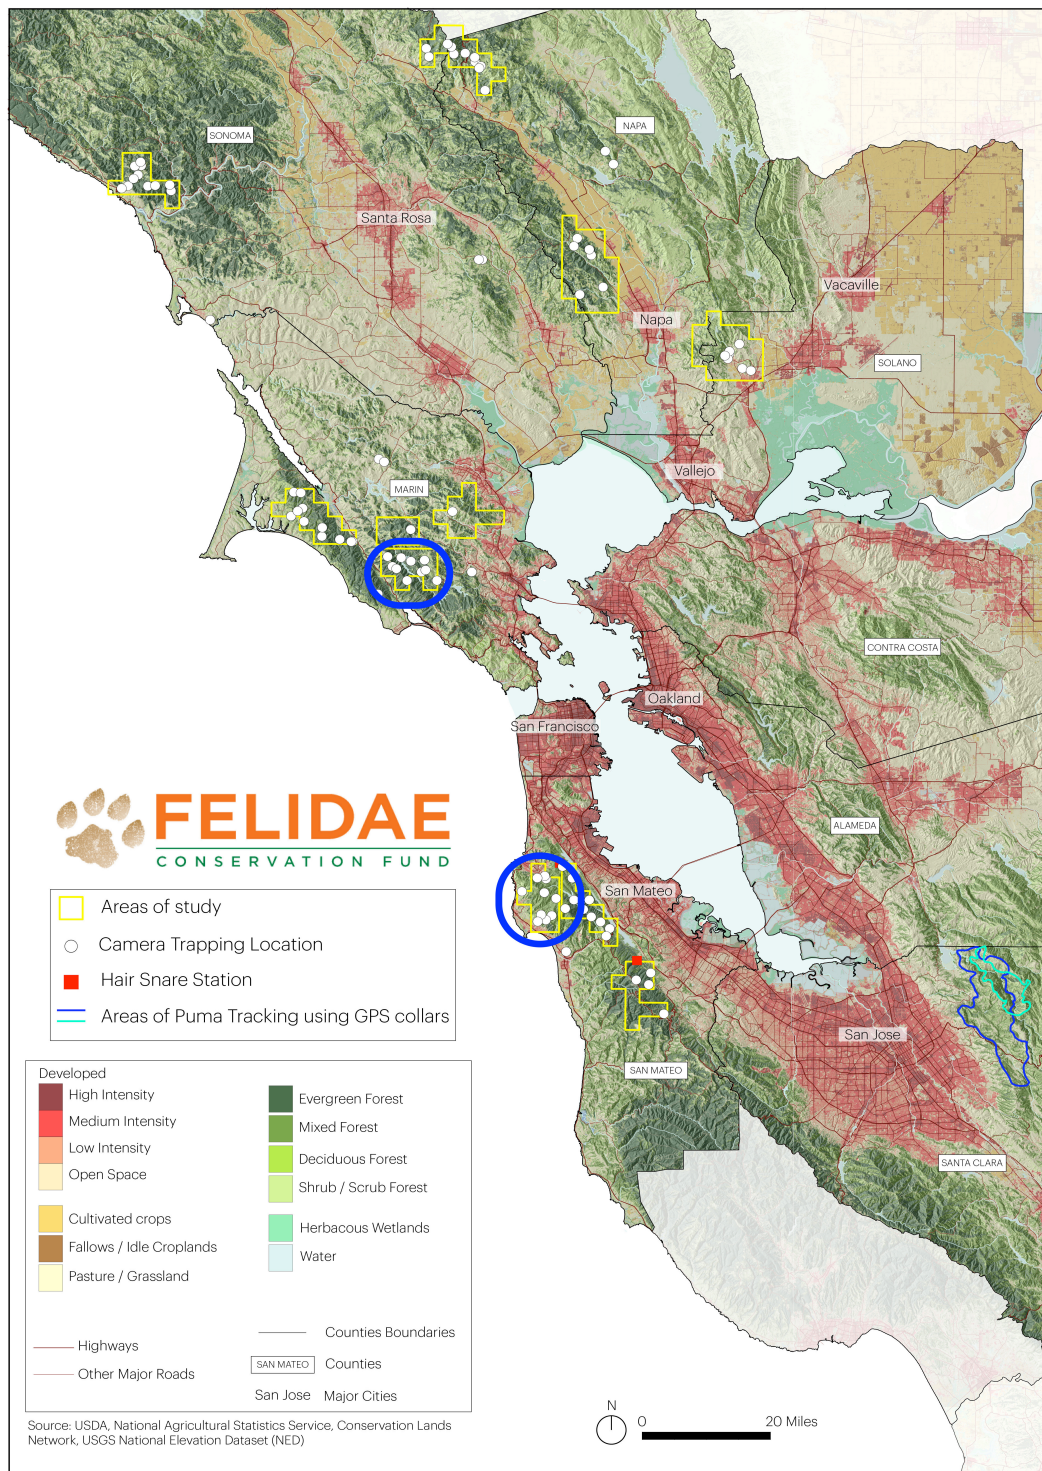 SONOMA
NAPA
Santa Rosa
Vacaville
Napa
SOLANO
Vallejo
MARIN
CONTRA COSTA
Oakland
San Francisco
ALAMEDA
San Mateo
San Jose
SAN MATEO
SANTA CLARA
FELIDAE
CONSERVATION FUND
Areas of study
Camera Trapping Location
Hair Snare Station
Areas of Puma Tracking using GPS collars
Developed
High Intensity
Medium Intensity
Low Intensity
Open Space
Cultivated crops
Fallows / Idle Croplands
Pasture / Grassland
Evergreen Forest
Mixed Forest
Deciduous Forest
Shrub / Scrub Forest
Herbacous Wetlands
Water
Highways
Other Major Roads
Counties Boundaries
SAN MATEO Counties
San Jose Major Cities
Source: USDA, National Agricultural Statistics Service, Conservation Lands
Network, USGS National Elevation Dataset (NED)
N
0 20 Miles